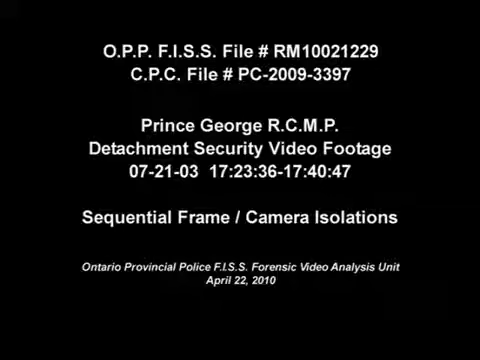 O.P.P. F.I.S.S. File # RM10021229
C.P.C. File # PC-2009-3397
Prince George R.C.M.P.
Detachment Security Video Footage
07-21-03 17:23:36-17:40:47
Sequential Frame / Camera Isolations
Ontario Provincial Police F.I.S.S. Forensic Video Analysis Unit
April 22, 2010